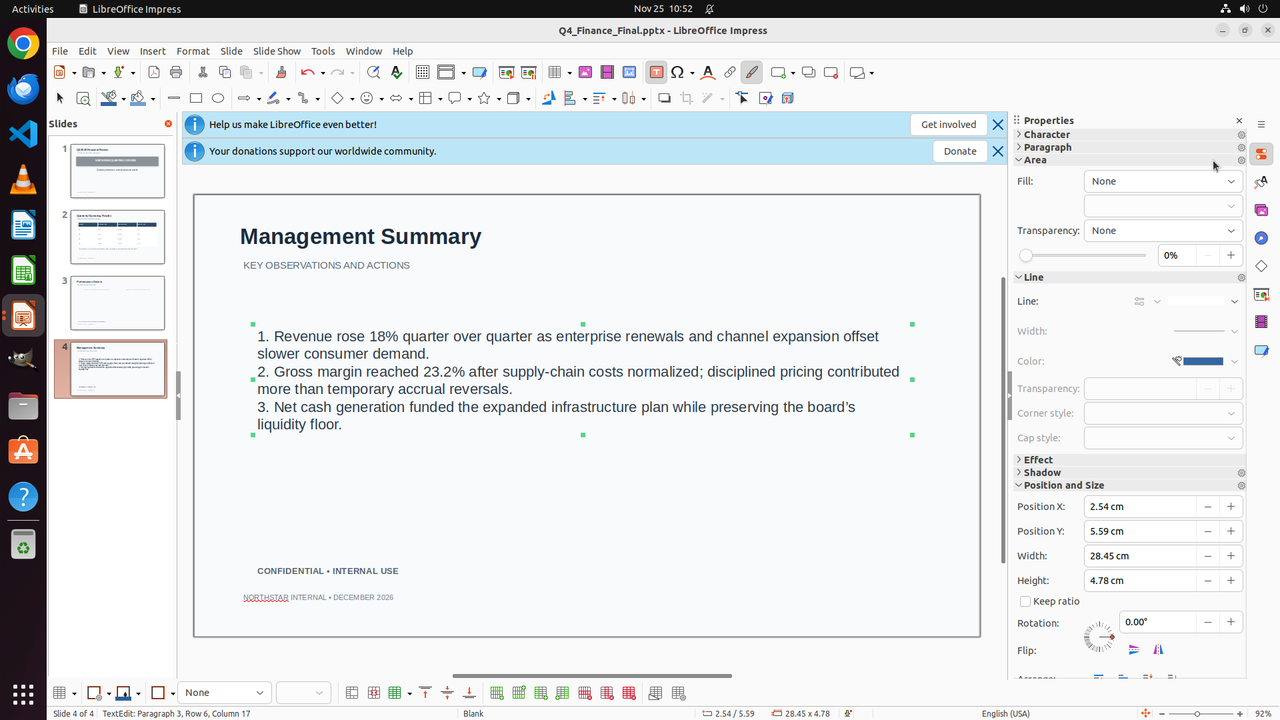 Activities
LibreOffice Impress
Nov 25 10:52
Q4_Finance_Final.pptx - LibreOffice Impress
File Edit View Insert Format Slide Slide Show Tools Window Help
Slides
Help us make LibreOffice even better!
Get involved
Your donations support our worldwide community.
Donate
1
2
3
4
Management Summary
KEY OBSERVATIONS AND ACTIONS
1. Revenue rose 18% quarter over quarter as enterprise renewals and channel expansion offset
slower consumer demand.
2. Gross margin reached 23.2% after supply-chain costs normalized; disciplined pricing contributed
more than temporary accrual reversals.
3. Net cash generation funded the expanded infrastructure plan while preserving the board’s
liquidity floor.
CONFIDENTIAL • INTERNAL USE
NORTHSTAR INTERNAL • DECEMBER 2026
Properties
Character
Paragraph
Area
Fill: None
Transparency: None
0%
Line
Line:
Width:
Color:
Transparency:
Corner style:
Cap style:
Effect
Shadow
Position and Size
Position X: 2.54 cm
Position Y: 5.59 cm
Width: 28.45 cm
Height: 4.78 cm
Keep ratio
Rotation: 0.00°
Flip:
None
Slide 4 of 4
TextEdit: Paragraph 3, Row 6, Column 17
Blank
2.54 / 5.59
28.45 x 4.78
English (USA)
92%